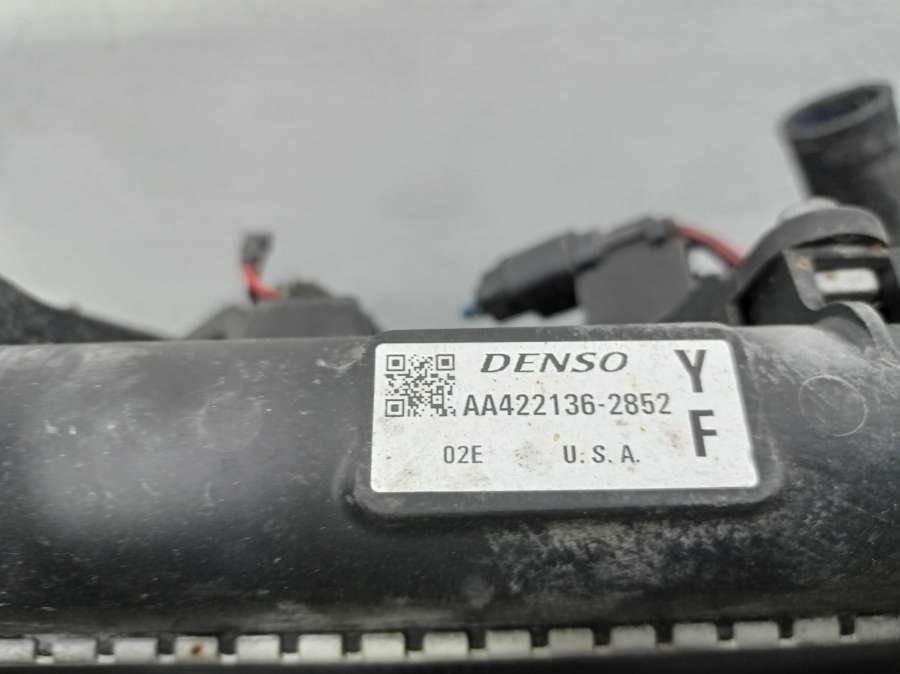 DENSO
AA422136-2852
02E U.S.A.
Y
F